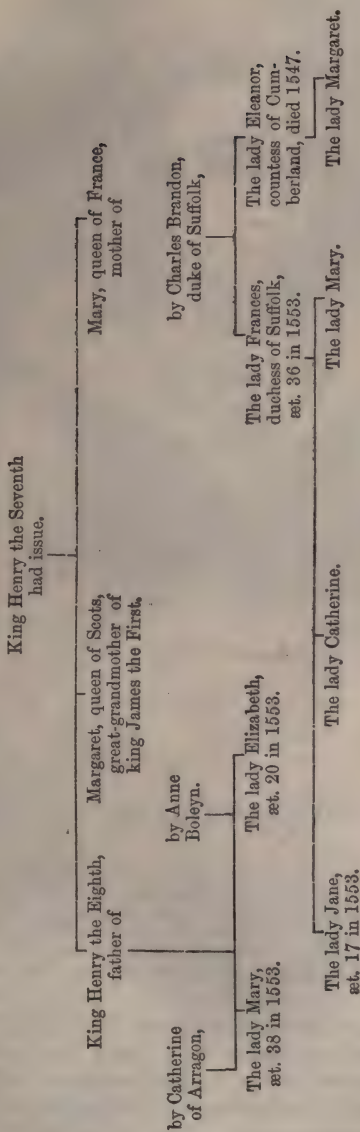 King Henry the Seventh
had issue.
King Henry the Eighth,
father of
Margaret, queen of Scots,
great-grandmother of
king James the First.
Mary, queen of France,
mother of
by Catherine
of Arragon,
by Anne
Boleyn.
by Charles Brandon,
duke of Suffolk,
The lady Mary,
æt. 38 in 1553.
The lady Elizabeth,
æt. 20 in 1553.
The lady Frances,
duchess of Suffolk,
æt. 36 in 1553.
The lady Eleanor,
countess of Cum-
berland, died 1547.
The lady Jane,
æt. 17 in 1553.
The lady Catherine.
The lady Mary.
The lady Margaret.